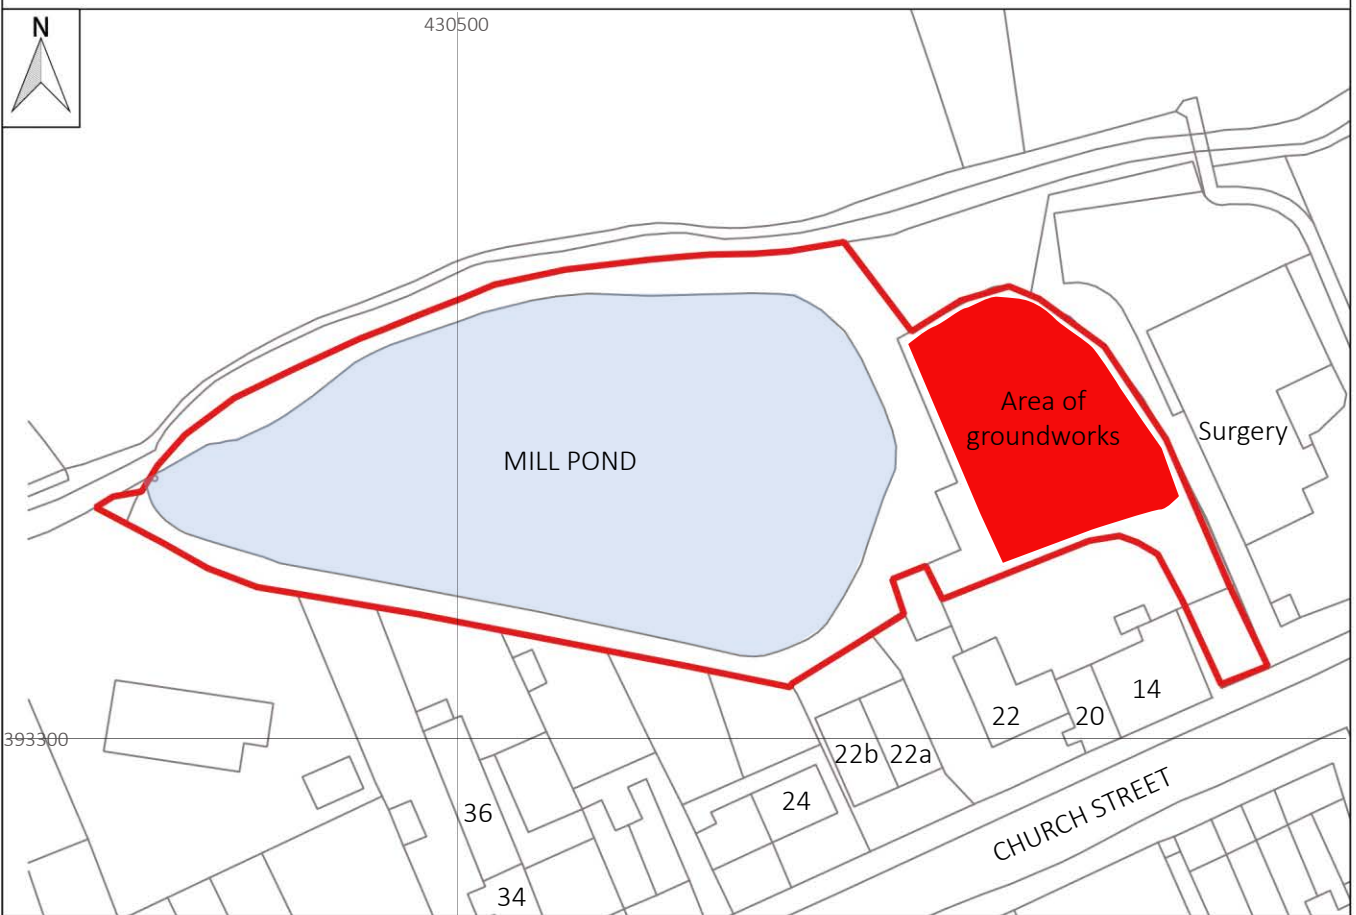 N
430500
Area of
groundworks
Surgery
MILL POND
14
22
20
393300
22b
22a
24
36
CHURCH STREET
34